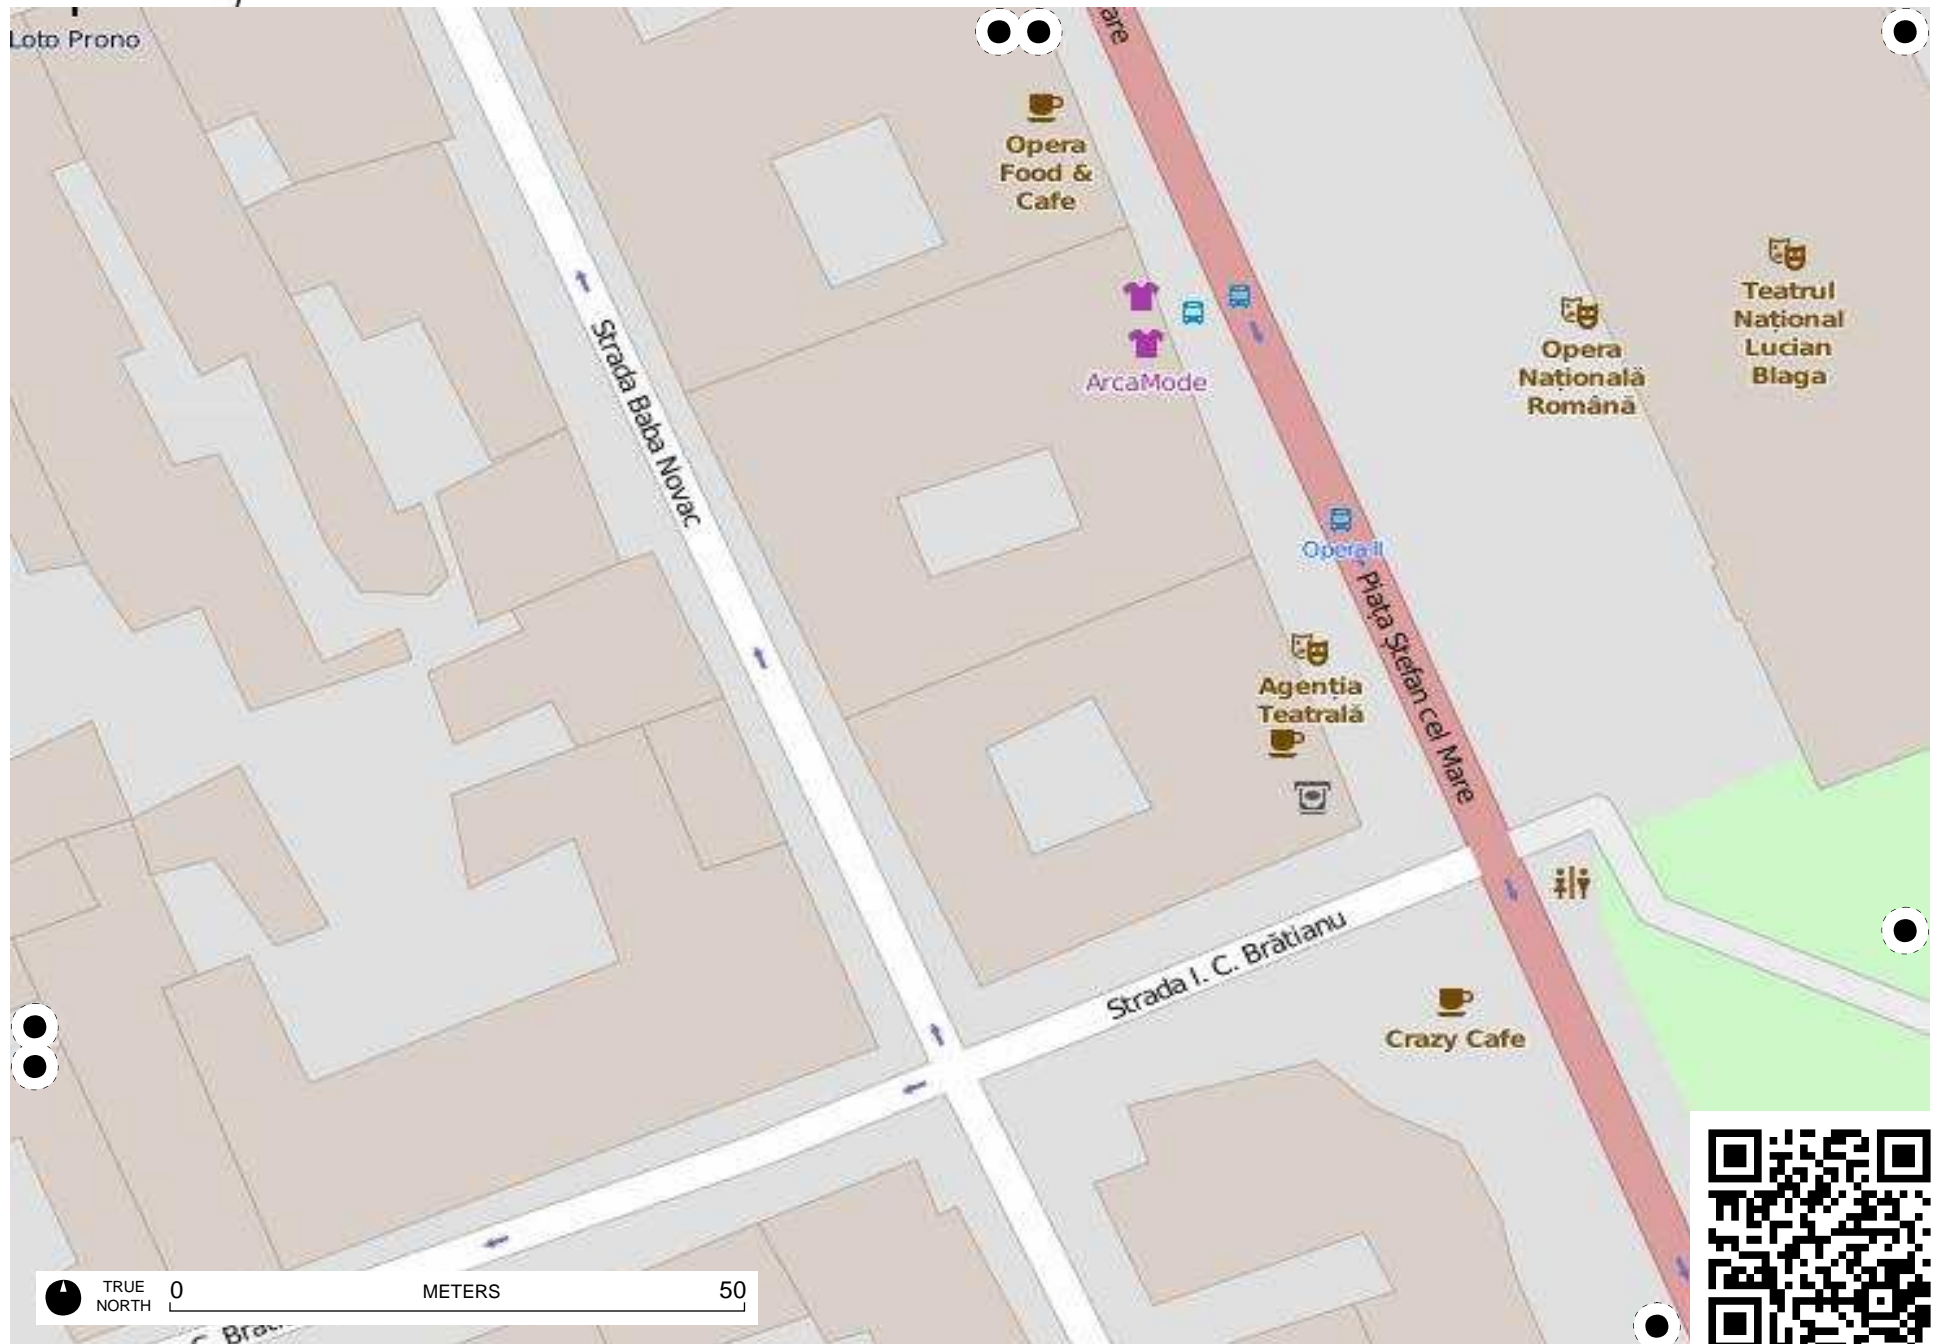 Loto Prono
are
Opera
Food &
Cafe
Teatrul
Național
Lucian
Blaga
Opera
Națională
Română
ArcaMode
Strada Baba Novac
Opera II
Piața Ștefan cel Mare
Agenția
Teatrală
Strada I. C. Brătianu
Crazy Cafe
TRUE
NORTH
0
METERS
50